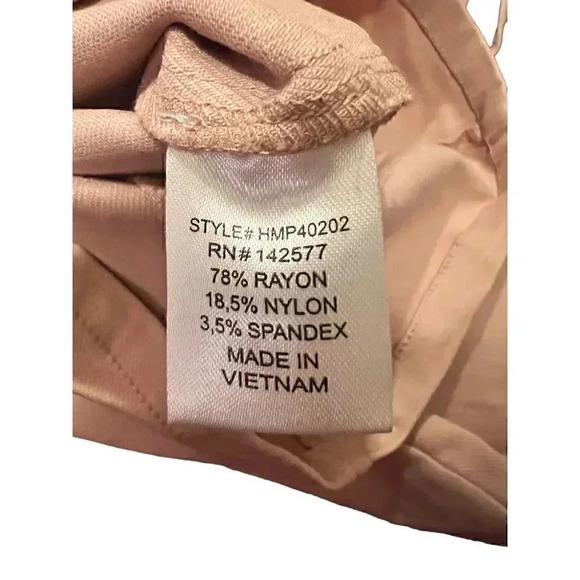 STYLE# HMP40202
RN# 142577
78% RAYON
18,5% NYLON
3,5% SPANDEX
MADE IN
VIETNAM